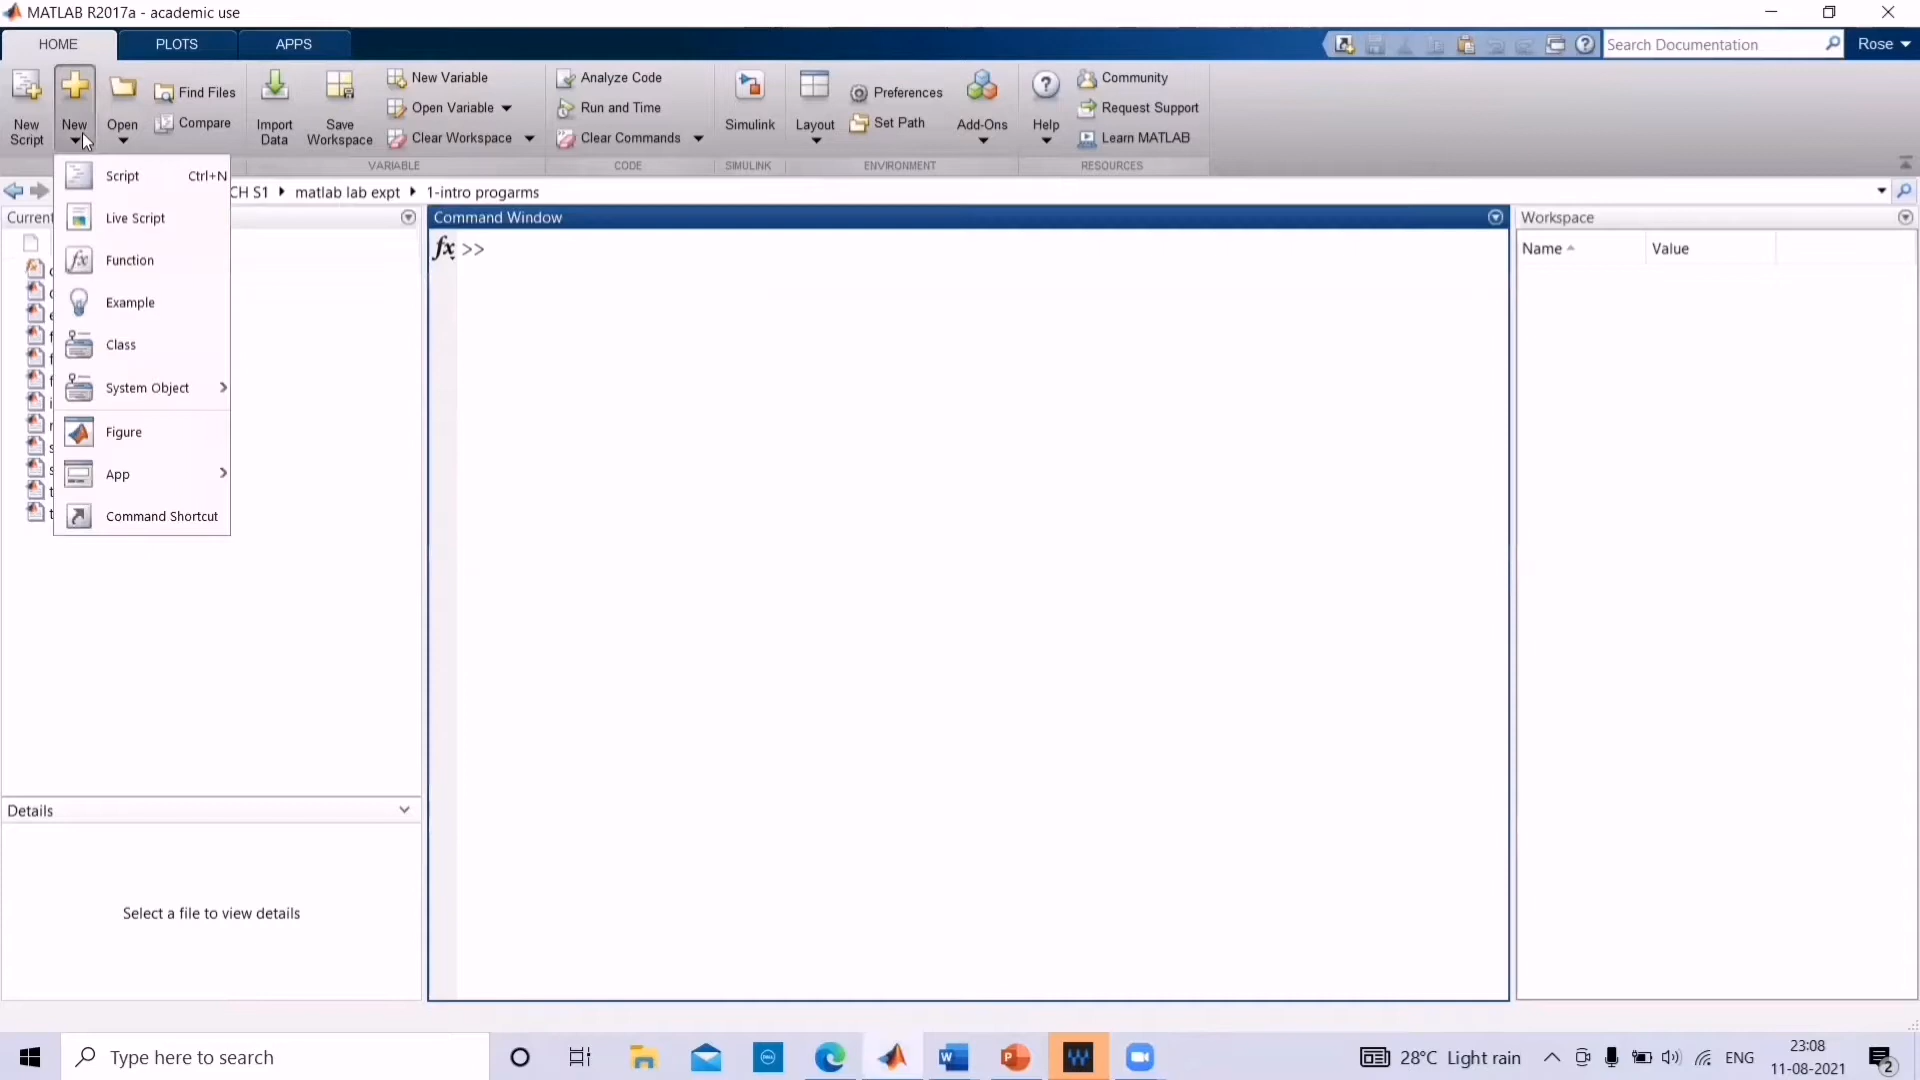 MATLAB R2017a - academic use
HOME PLOTS APPS
Search Documentation
Rose
New Script
New
Open
Find Files
Compare
Import Data
Save Workspace
New Variable
Open Variable
Clear Workspace
VARIABLE
Analyze Code
Run and Time
Clear Commands
CODE
Simulink
SIMULINK
Layout
Preferences
Set Path
Add-Ons
ENVIRONMENT
Help
Community
Request Support
Learn MATLAB
RESOURCES
CH S1 matlab lab expt 1-intro progarms
Script Ctrl+N
Live Script
Function
Example
Class
System Object
Figure
App
Command Shortcut
Current
Command Window
fx >>
Workspace
Name Value
Details
Select a file to view details
Type here to search
28°C Light rain
ENG
23:08
11-08-2021
2